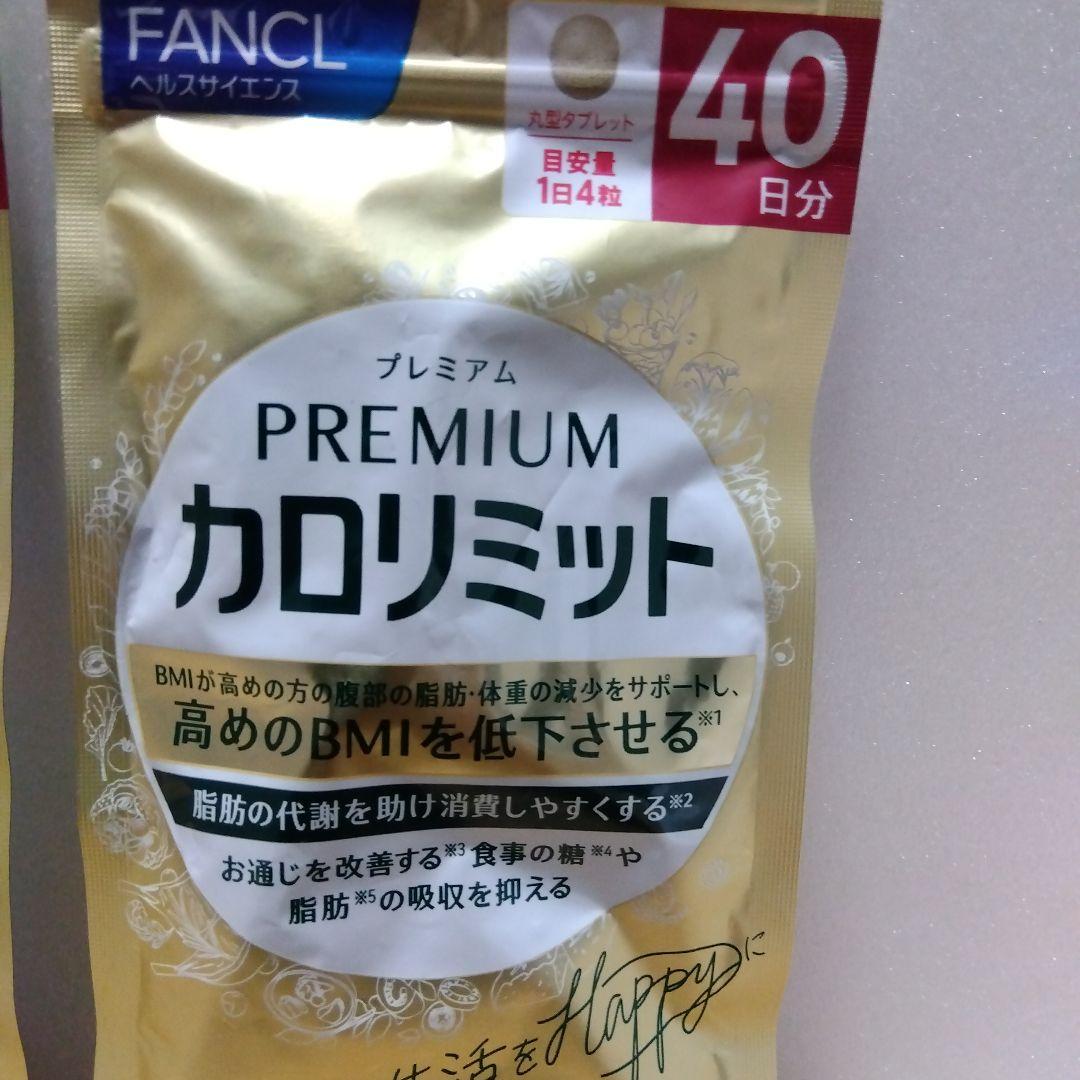 FANCL
ヘルスサイエンス
丸型タブレット
目安量
1日4粒
40
日分
プレミアム
PREMIUM
カロリミット
BMIが高めの方の腹部の脂肪・体重の減少をサポートし、
高めのBMIを低下させる※1
脂肪の代謝を助け消費しやすくする※2
お通じを改善する※3食事の糖※4や
脂肪※5の吸収を抑える
活をHappyに